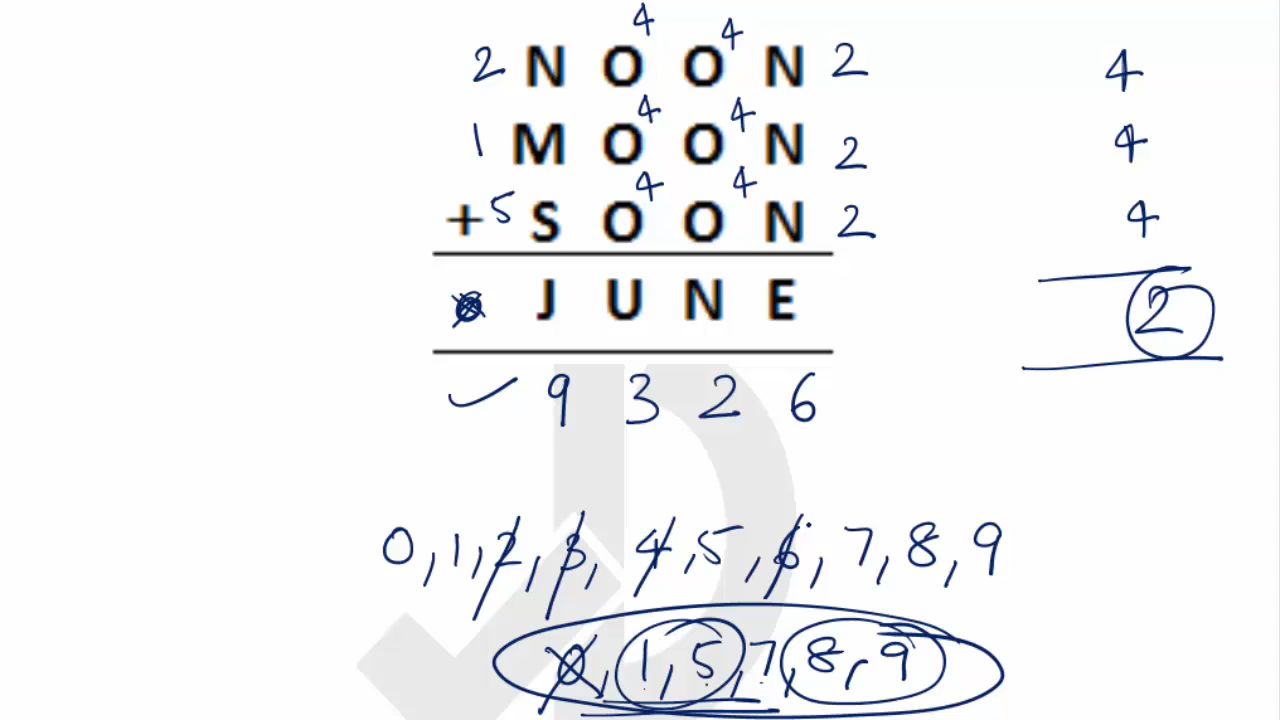 4 4
2 N O O N 2 4
4 4
1 M O O N 2 4
4 4
+ 5 S O O N 2 4
J U N E 2
9 3 2 6
0, 1, 2, 3, 4, 5, 6, 7, 8, 9
0, 1, 5, 7, 8, 9